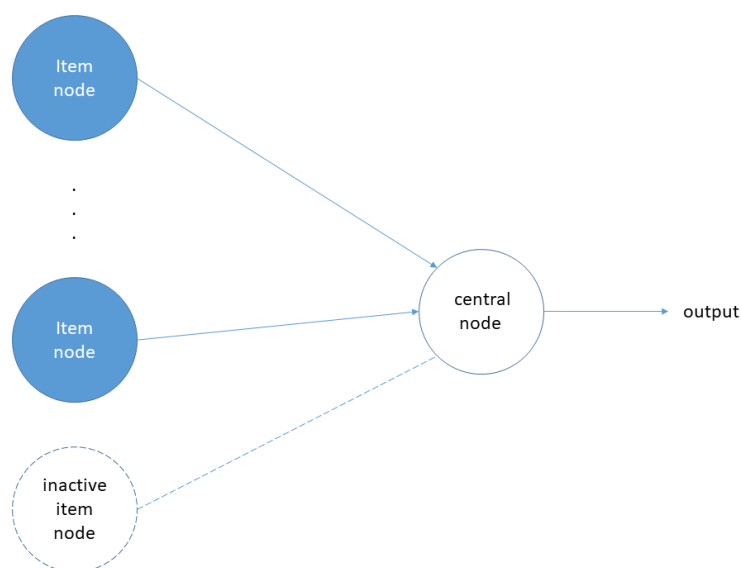 Item
node
.
.
.
Item
node
central
node
output
inactive
item
node